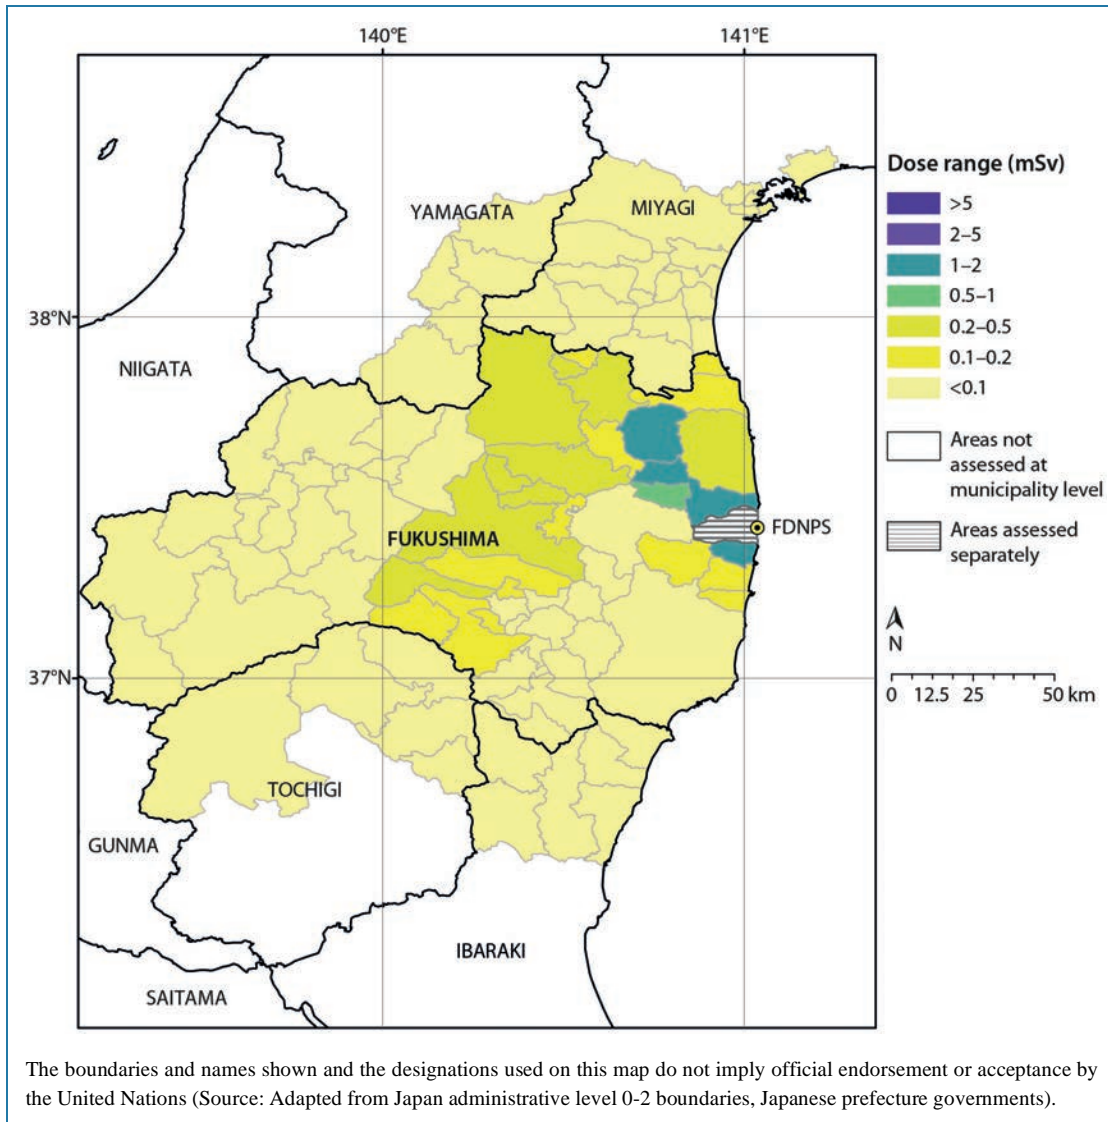 140°E
141°E
Dose range (mSv)
>5
2–5
1–2
0.5–1
0.2–0.5
0.1–0.2
<0.1
Areas not
assessed at
municipality level
Areas assessed
separately
N
0 12.5 25 50 km
YAMAGATA
MIYAGI
38°N
NIIGATA
FUKUSHIMA
FDNPS
37°N
TOCHIGI
GUNMA
IBARAKI
SAITAMA
The boundaries and names shown and the designations used on this map do not imply official endorsement or acceptance by
the United Nations (Source: Adapted from Japan administrative level 0-2 boundaries, Japanese prefecture governments).